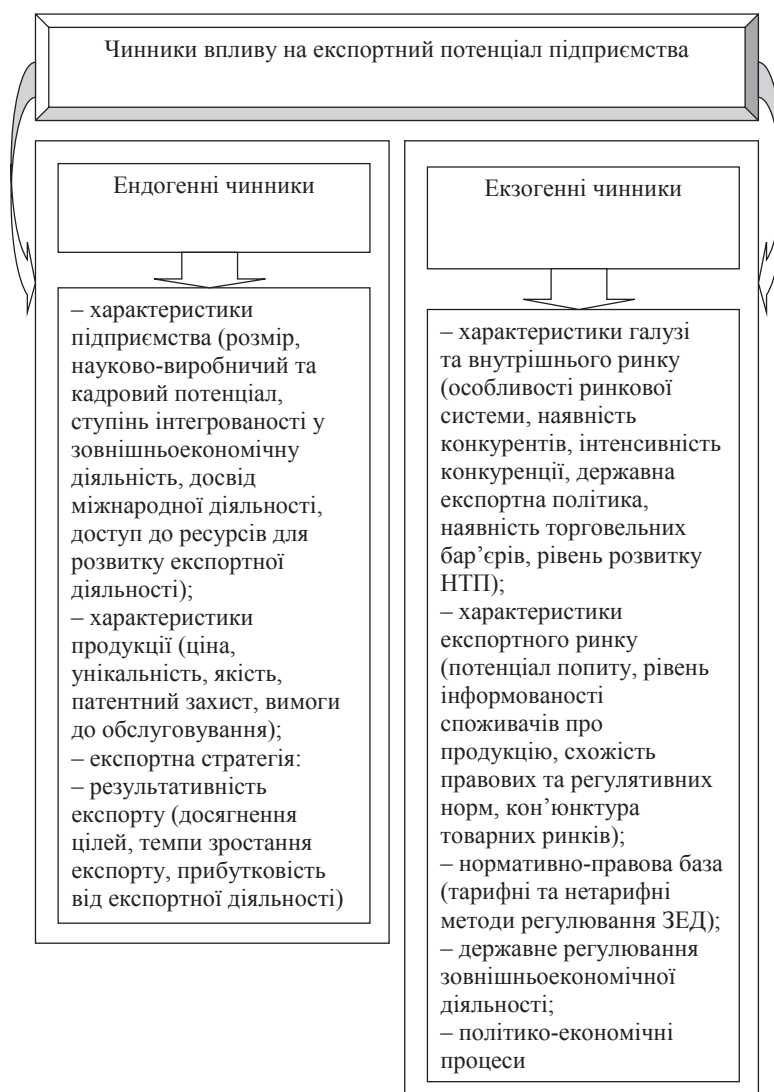 Чинники впливу на експортний потенціал підприємства
Ендогенні чинники
– характеристики
підприємства (розмір,
науково-виробничий та
кадровий потенціал,
ступінь інтегрованості у
зовнішньоекономічну
діяльність, досвід
міжнародної діяльності,
доступ до ресурсів для
розвитку експортної
діяльності);
– характеристики
продукції (ціна,
унікальність, якість,
патентний захист, вимоги
до обслуговування);
– експортна стратегія:
– результативність
експорту (досягнення
цілей, темпи зростання
експорту, прибутковість
від експортної діяльності)
Екзогенні чинники
– характеристики галузі
та внутрішнього ринку
(особливості ринкової
системи, наявність
конкурентів, інтенсивність
конкуренції, державна
експортна політика,
наявність торговельних
бар’єрів, рівень розвитку
НТП);
– характеристики
експортного ринку
(потенціал попиту, рівень
інформованості
споживачів про
продукцію, схожість
правових та регулятивних
норм, кон’юнктура
товарних ринків);
– нормативно-правова база
(тарифні та нетарифні
методи регулювання ЗЕД);
– державне регулювання
зовнішньоекономічної
діяльності;
– політико-економічні
процеси